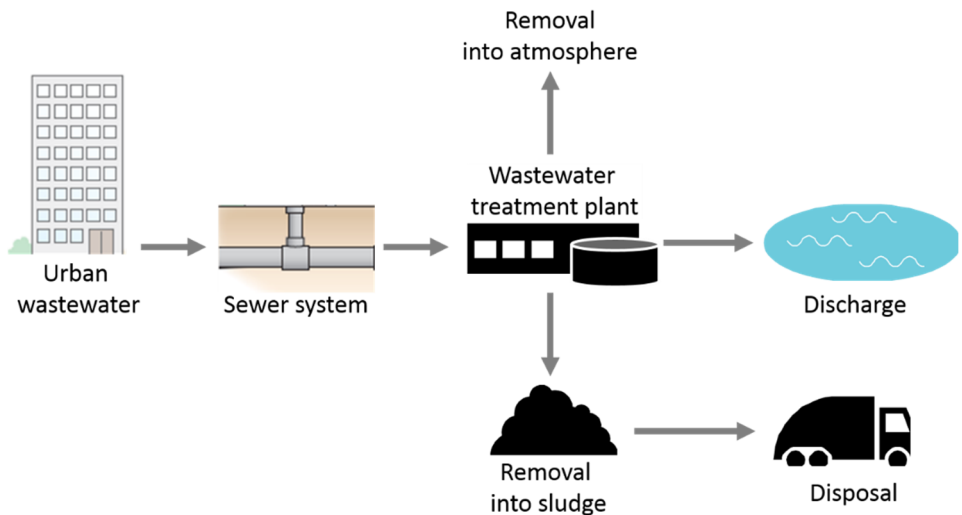 Removal
into atmosphere
Wastewater
treatment plant
Urban
wastewater
Sewer system
Discharge
Removal
into sludge
Disposal